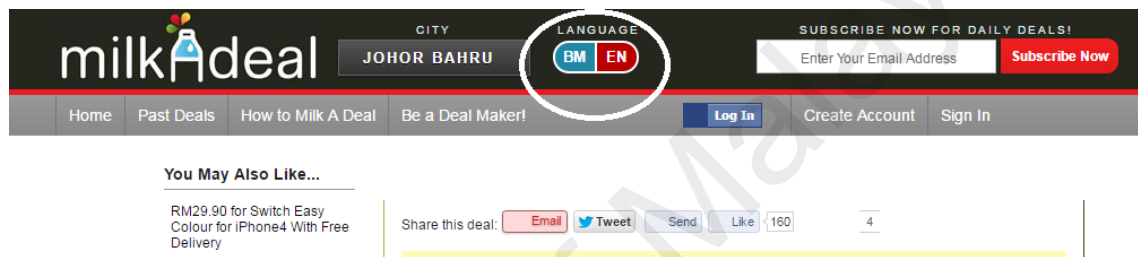 milkAdeal
CITY
JOHOR BAHRU
LANGUAGE
BM EN
SUBSCRIBE NOW FOR DAILY DEALS!
Enter Your Email Address
Subscribe Now
Home Past Deals How to Milk A Deal Be a Deal Maker! Log In Create Account Sign In
You May Also Like...
RM29.90 for Switch Easy
Colour for iPhone4 With Free
Delivery
Share this deal: Email Tweet Send Like 160 4